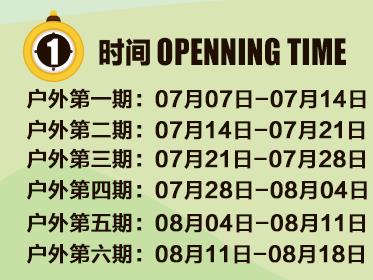 1 时间 OPENNING TIME
户外第一期：07月07日-07月14日
户外第二期：07月14日-07月21日
户外第三期：07月21日-07月28日
户外第四期：07月28日-08月04日
户外第五期：08月04日-08月11日
户外第六期：08月11日-08月18日